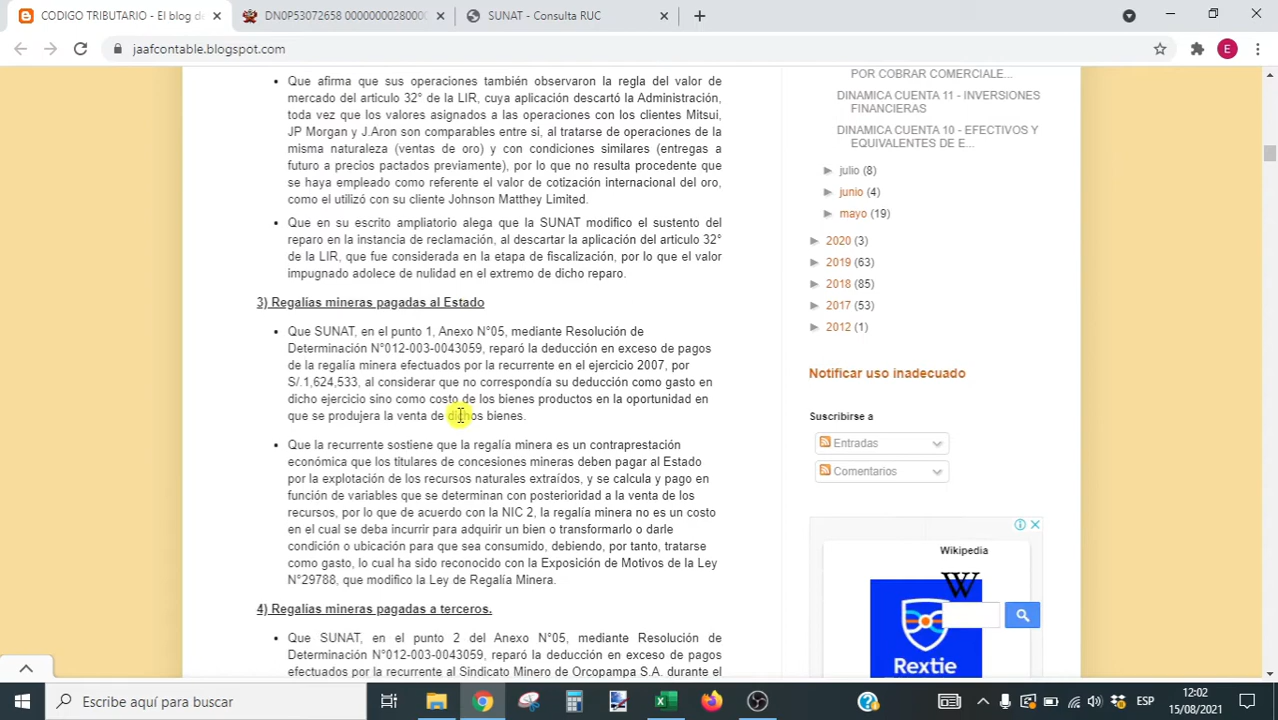 CODIGO TRIBUTARIO - El blog de
DN0P53072658 00000000280000
SUNAT - Consulta RUC
jaafcontable.blogspot.com
E
Que afirma que sus operaciones también observaron la regla del valor de
mercado del articulo 32° de la LIR, cuya aplicación descartó la Administración,
toda vez que los valores asignados a las operaciones con los clientes Mitsui,
JP Morgan y J.Aron son comparables entre si, al tratarse de operaciones de la
misma naturaleza (ventas de oro) y con condiciones similares (entregas a
futuro a precios pactados previamente), por lo que no resulta procedente que
se haya empleado como referente el valor de cotización internacional del oro,
como el utilizó con su cliente Johnson Matthey Limited.
Que en su escrito ampliatorio alega que la SUNAT modifico el sustento del
reparo en la instancia de reclamación, al descartar la aplicación del articulo 32°
de la LIR, que fue considerada en la etapa de fiscalización, por lo que el valor
impugnado adolece de nulidad en el extremo de dicho reparo.
3) Regalías mineras pagadas al Estado
Que SUNAT, en el punto 1, Anexo N°05, mediante Resolución de
Determinación N°012-003-0043059, reparó la deducción en exceso de pagos
de la regalía minera efectuados por la recurrente en el ejercicio 2007, por
S/.1,624,533, al considerar que no correspondía su deducción como gasto en
dicho ejercicio sino como costo de los bienes productos en la oportunidad en
que se produjera la venta de dichos bienes.
Que la recurrente sostiene que la regalía minera es un contraprestación
económica que los titulares de concesiones mineras deben pagar al Estado
por la explotación de los recursos naturales extraídos, y se calcula y pago en
función de variables que se determinan con posterioridad a la venta de los
recursos, por lo que de acuerdo con la NIC 2, la regalía minera no es un costo
en el cual se deba incurrir para adquirir un bien o transformarlo o darle
condición o ubicación para que sea consumido, debiendo, por tanto, tratarse
como gasto, lo cual ha sido reconocido con la Exposición de Motivos de la Ley
N°29788, que modifico la Ley de Regalía Minera.
4) Regalías mineras pagadas a terceros.
Que SUNAT, en el punto 2 del Anexo N°05, mediante Resolución de
Determinación N°012-003-0043059, reparó la deducción en exceso de pagos
efectuados por la recurrente al Sindicato Minero de Orcopampa S.A. durante el
POR COBRAR COMERCIALE...
DINAMICA CUENTA 11 - INVERSIONES
FINANCIERAS
DINAMICA CUENTA 10 - EFECTIVOS Y
EQUIVALENTES DE E...
julio (8)
junio (4)
mayo (19)
2020 (3)
2019 (63)
2018 (85)
2017 (53)
2012 (1)
Notificar uso inadecuado
Suscribirse a
Entradas
Comentarios
Wikipedia
W
Rextie
Escribe aquí para buscar
ESP
12:02
15/08/2021